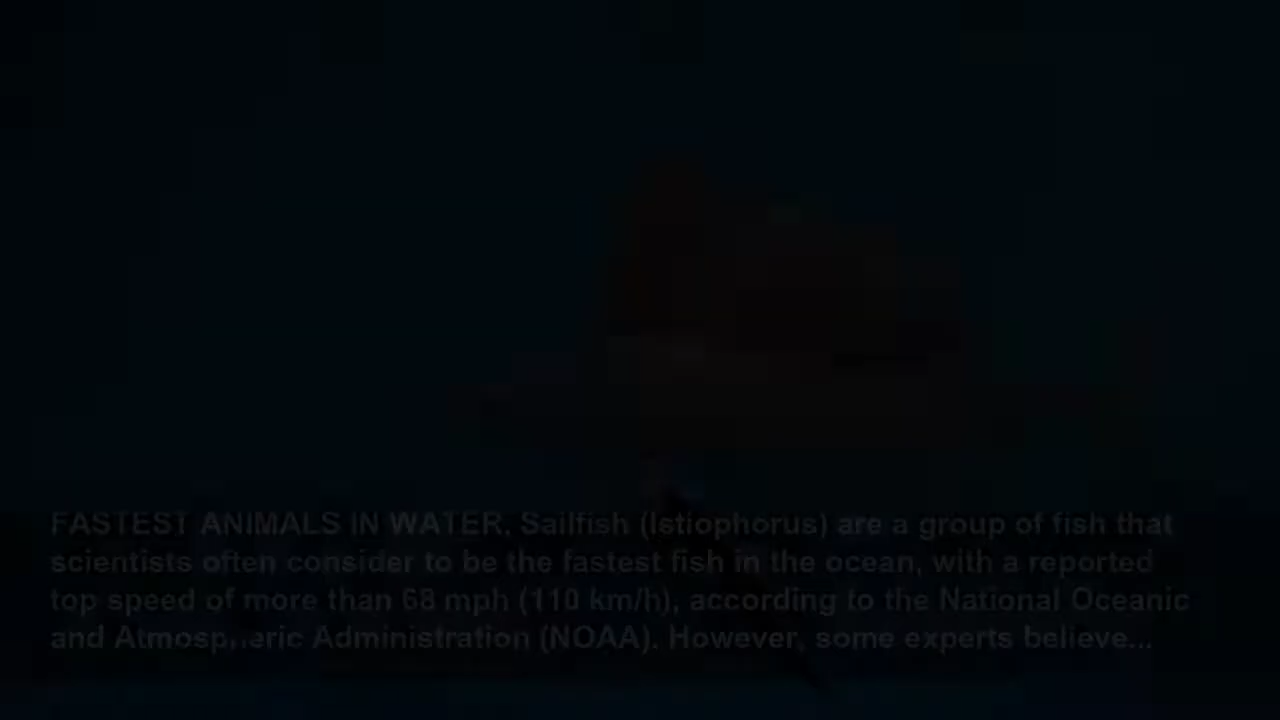 FASTEST ANIMALS IN WATER, Sailfish (Istiophorus) are a group of fish that
scientists often consider to be the fastest fish in the ocean, with a reported
top speed of more than 68 mph (110 km/h), according to the National Oceanic
and Atmospheric Administration (NOAA). However, some experts believe...